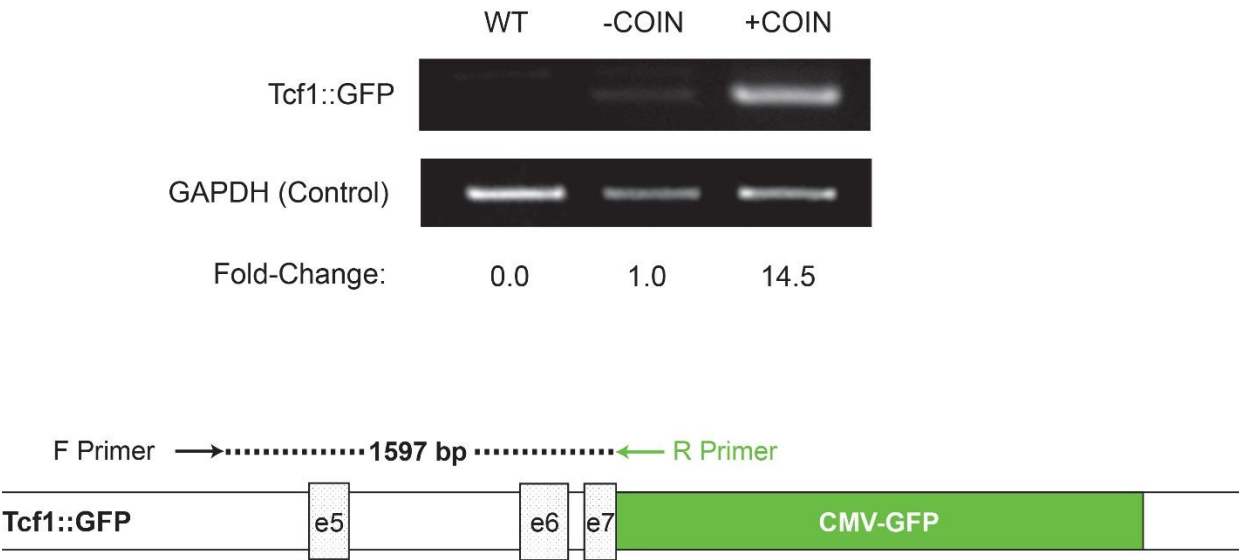 WT -COIN +COIN
Tcf1::GFP
GAPDH (Control)
Fold-Change: 0.0 1.0 14.5
F Primer 1597 bp R Primer
Tcf1::GFP e5 e6 e7 CMV-GFP